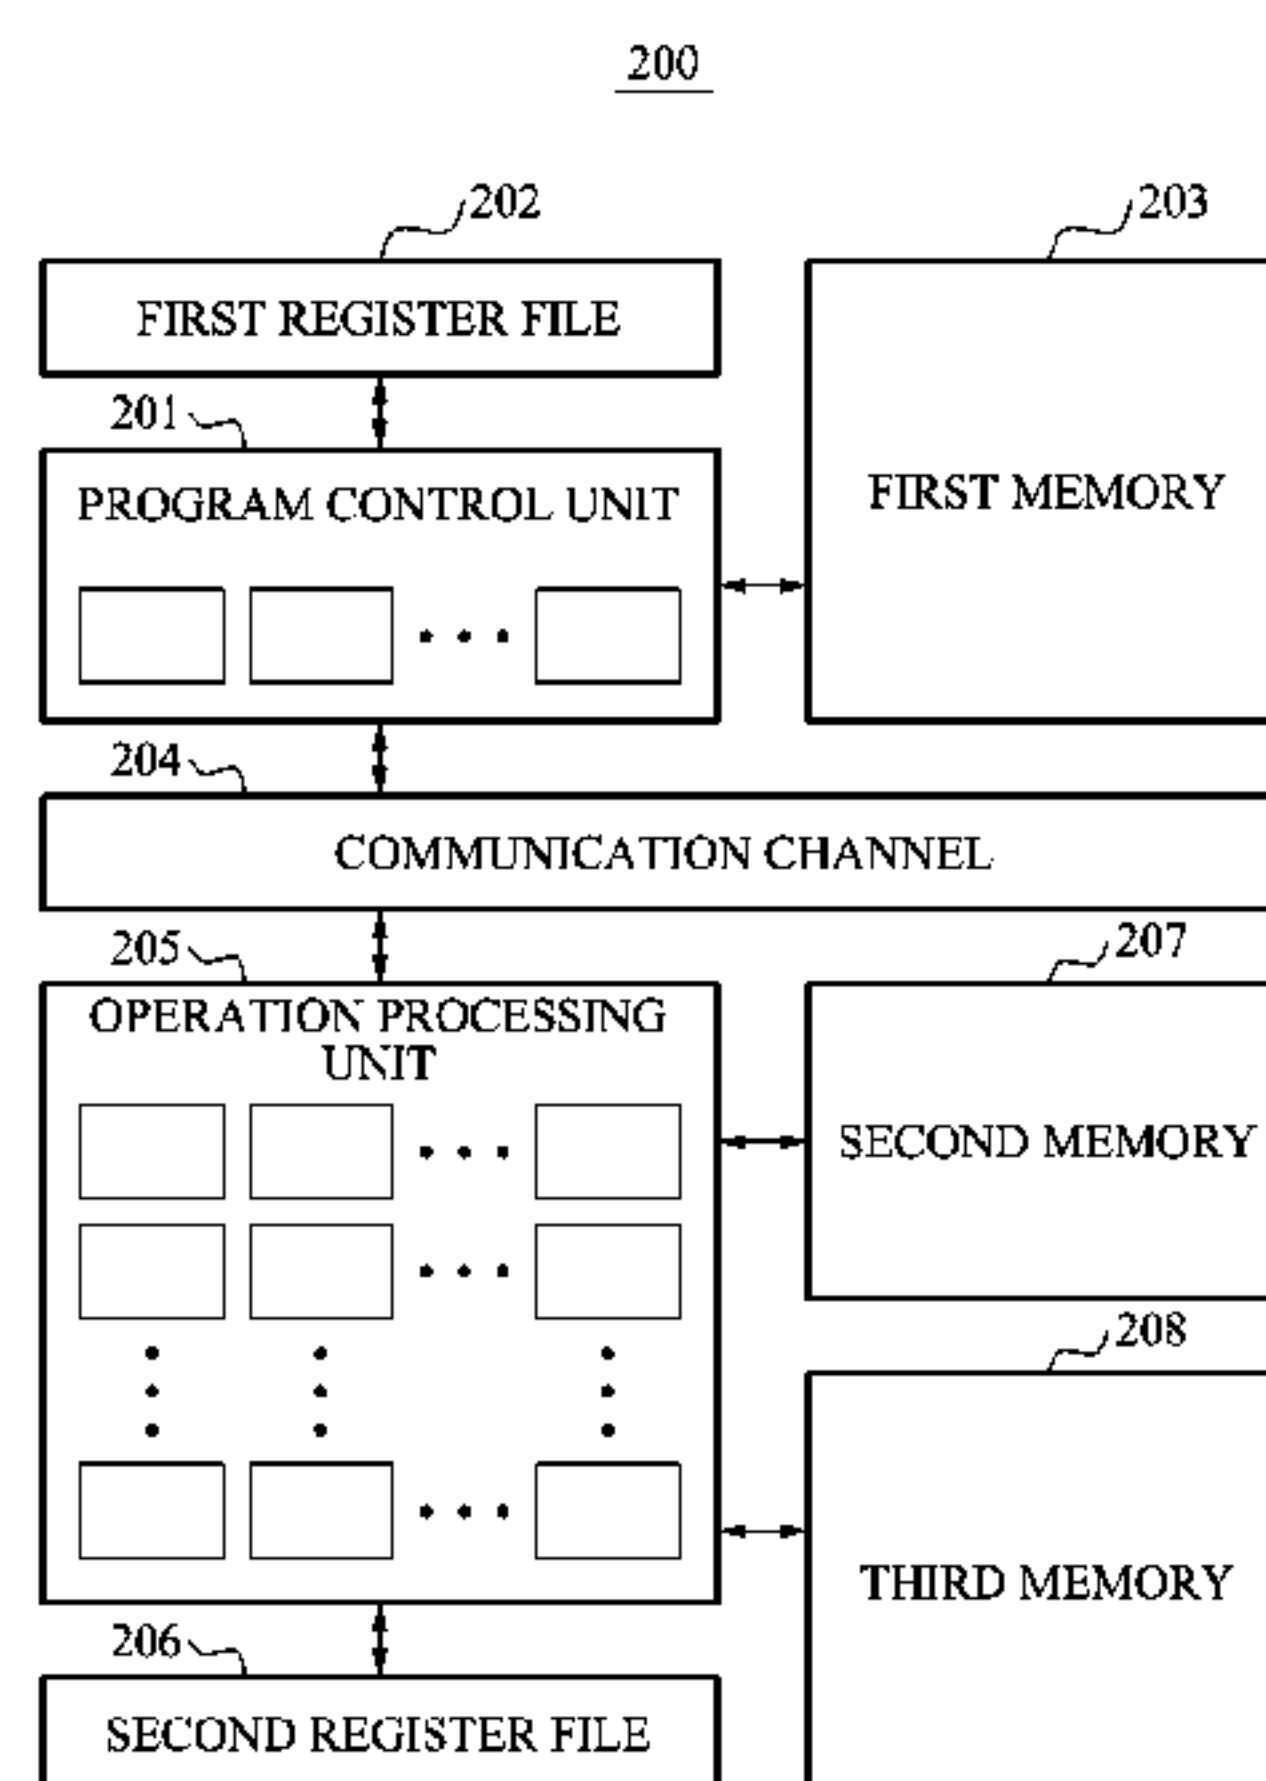 200
202
203
FIRST REGISTER FILE
201
PROGRAM CONTROL UNIT
FIRST MEMORY
204
COMMUNICATION CHANNEL
205
207
OPERATION PROCESSING
UNIT
SECOND MEMORY
208
THIRD MEMORY
206
SECOND REGISTER FILE